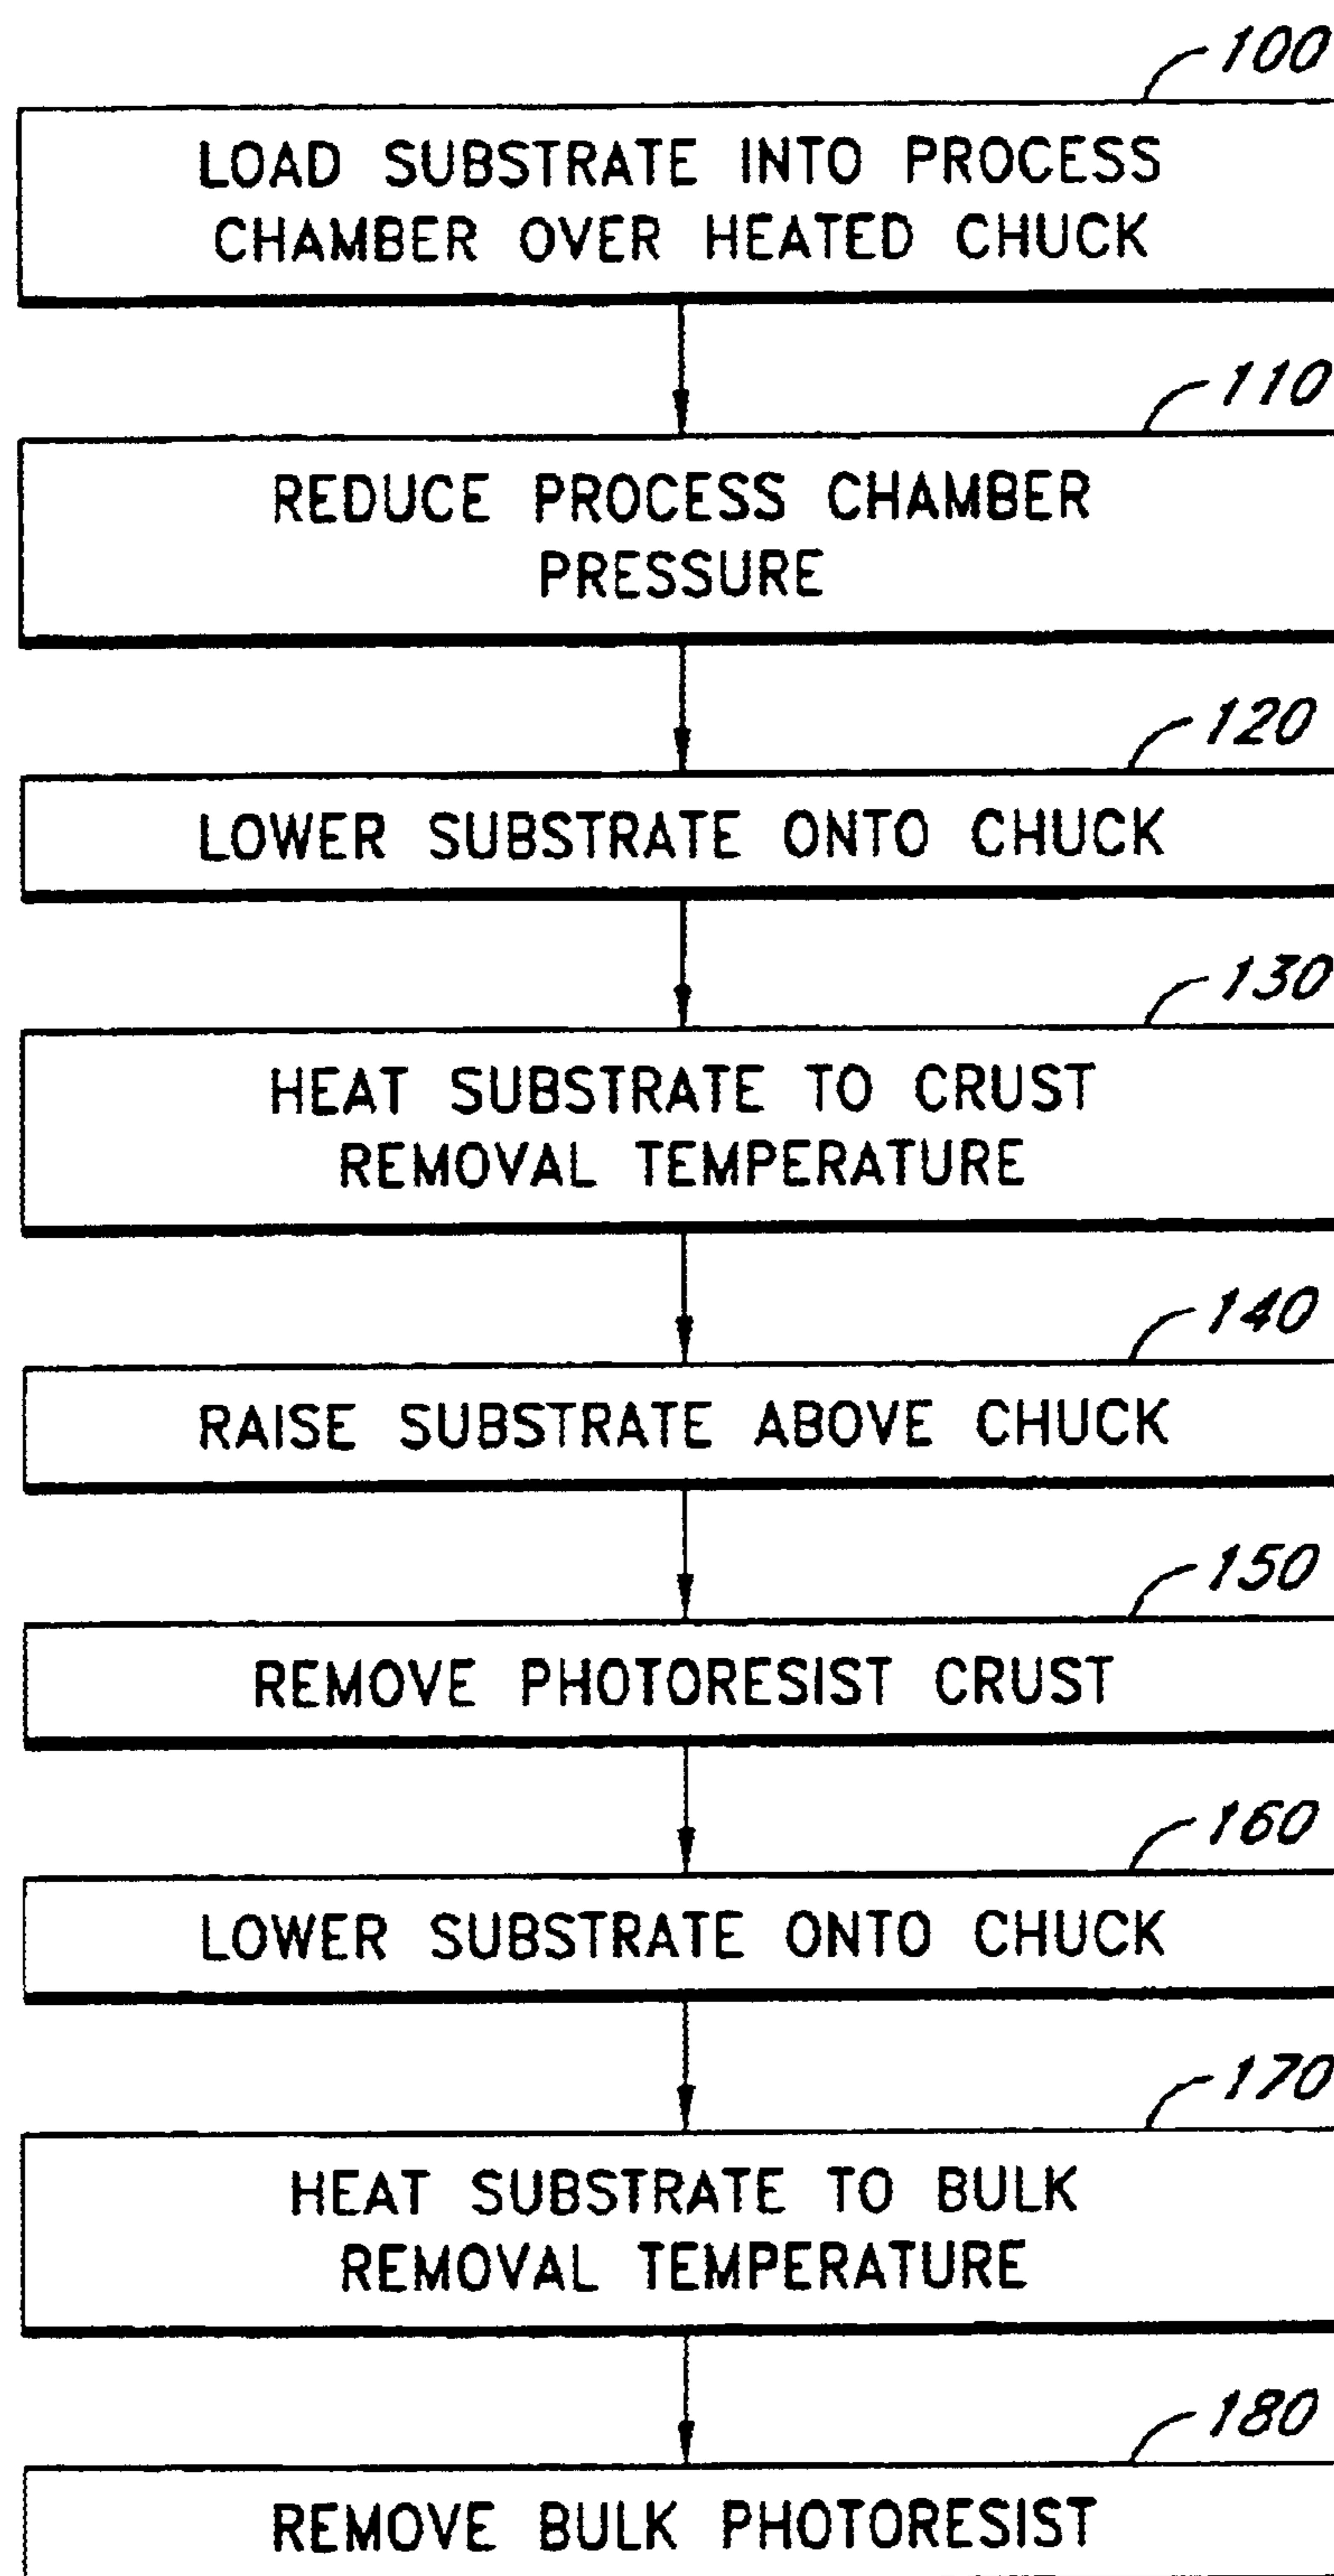 100
LOAD SUBSTRATE INTO PROCESS
CHAMBER OVER HEATED CHUCK
110
REDUCE PROCESS CHAMBER
PRESSURE
120
LOWER SUBSTRATE ONTO CHUCK
130
HEAT SUBSTRATE TO CRUST
REMOVAL TEMPERATURE
140
RAISE SUBSTRATE ABOVE CHUCK
150
REMOVE PHOTORESIST CRUST
160
LOWER SUBSTRATE ONTO CHUCK
170
HEAT SUBSTRATE TO BULK
REMOVAL TEMPERATURE
180
REMOVE BULK PHOTORESIST